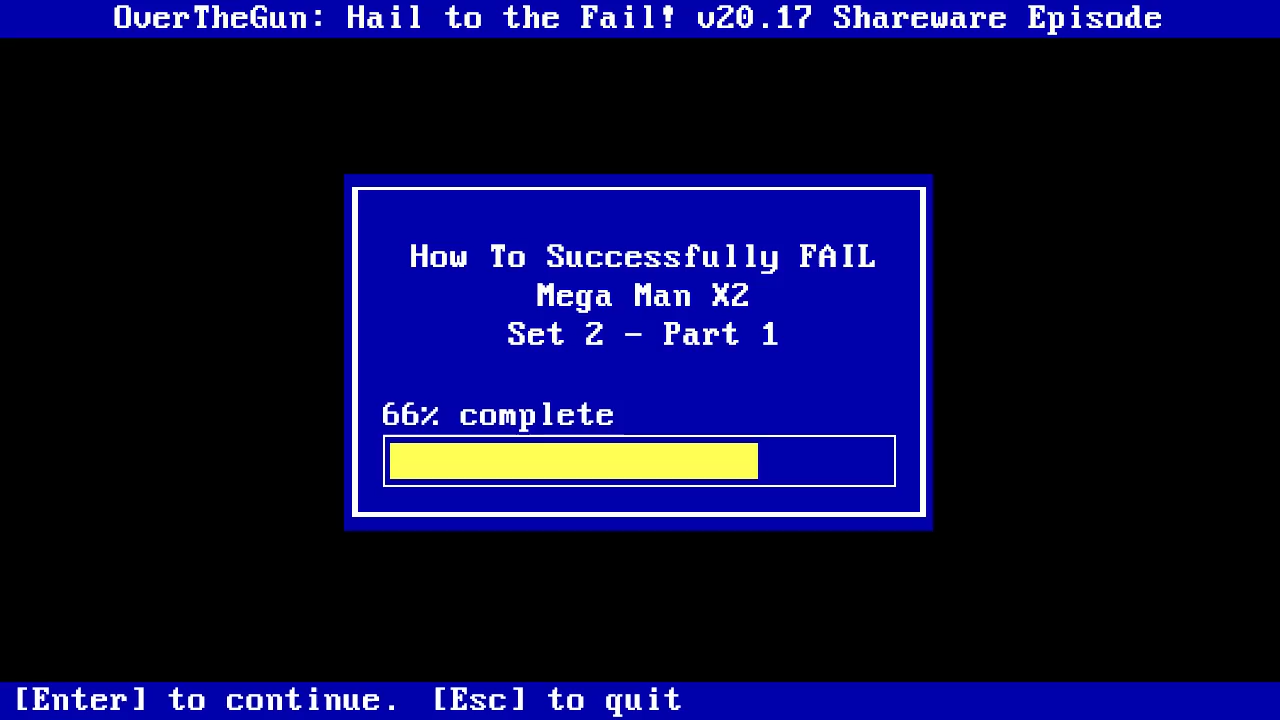 OverTheGun: Hail to the Fail! v20.17 Shareware Episode
How To Successfully FAIL
Mega Man X2
Set 2 - Part 1
66% complete
[Enter] to continue. [Esc] to quit